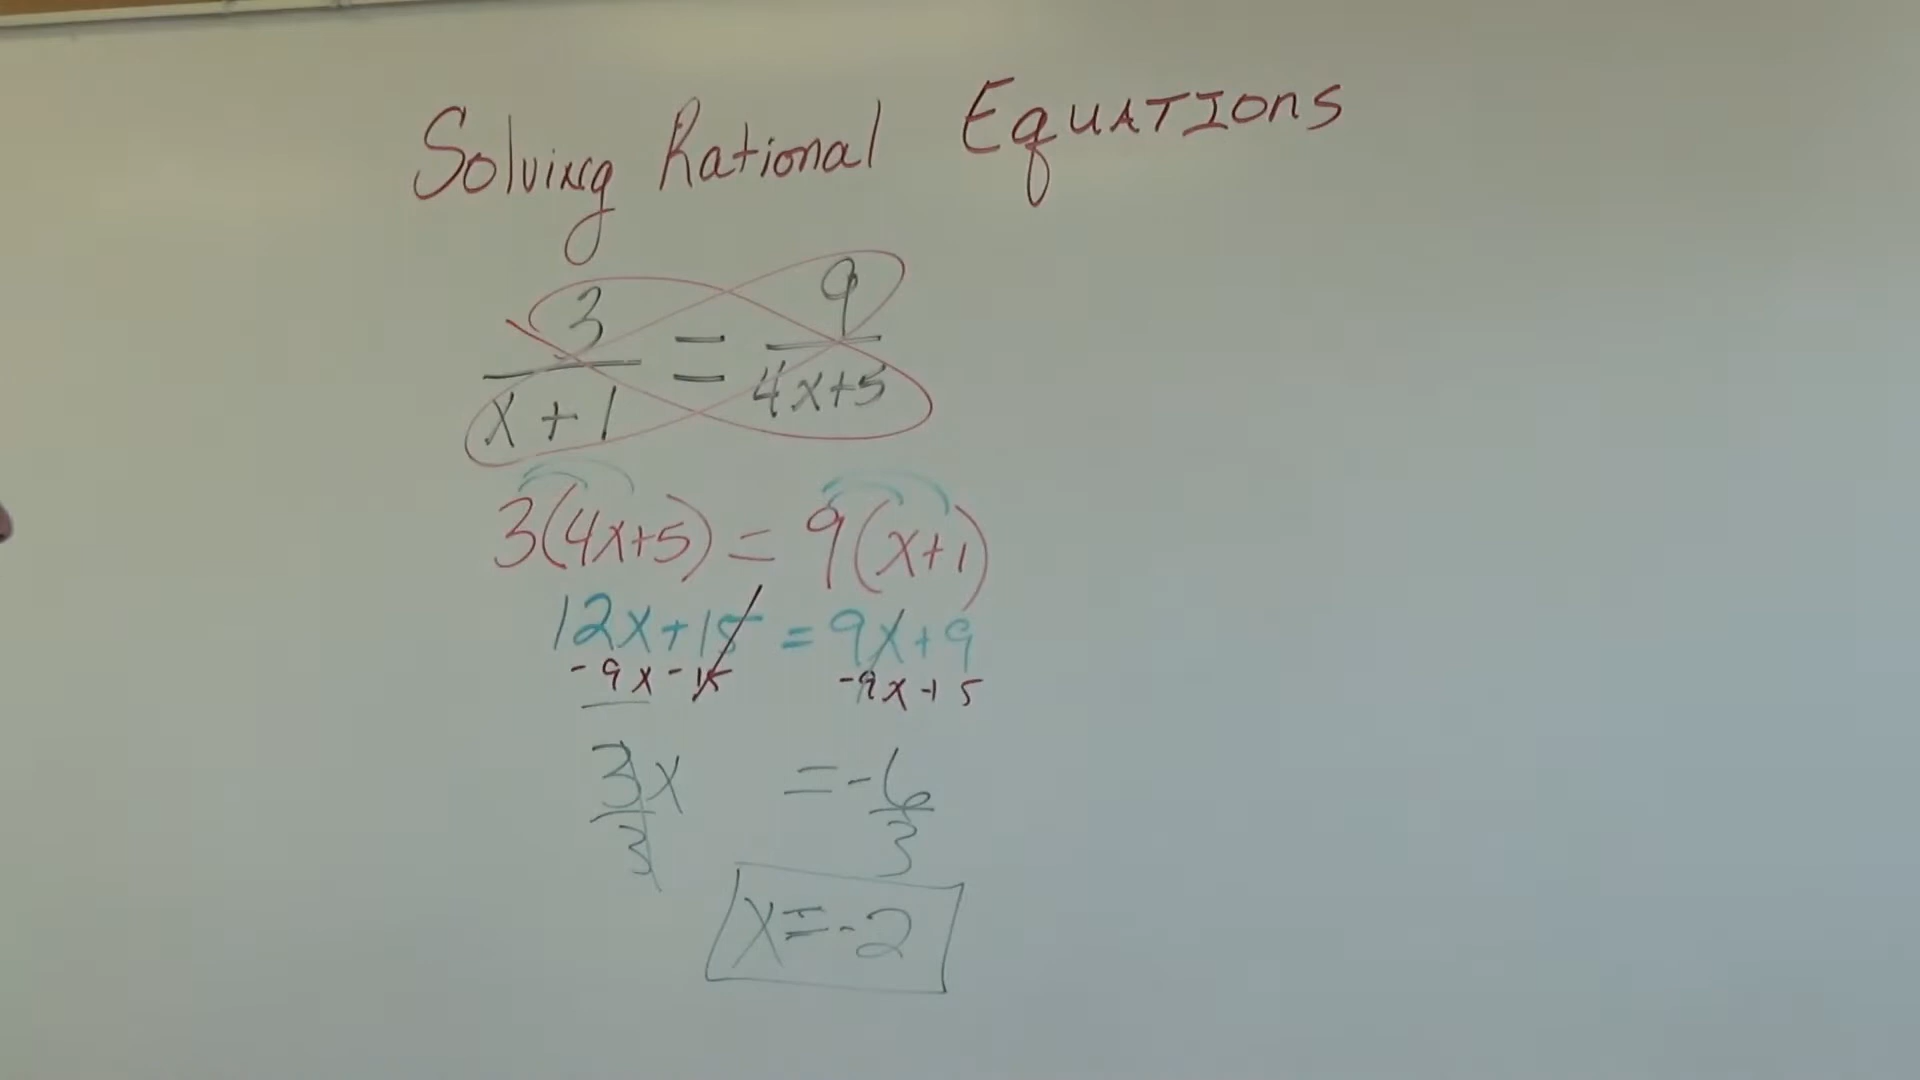 Solving Rational Equations
3 = 9
x + 1 4x+5
3(4x+5) = 9(x+1)
12x+15 = 9x+9
-9x-15 -9x-15
3x = -6
3 3
x=-2